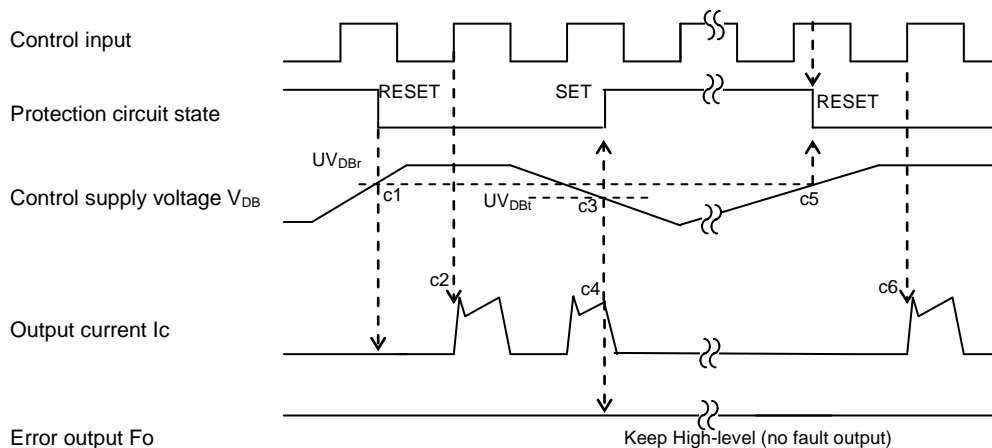 Control input
Protection circuit state
RESET
SET
RESET
UVDBr
Control supply voltage VDB
c1
UVDBt
c3
c5
c2
c4
c6
Output current Ic
Error output Fo
Keep High-level (no fault output)